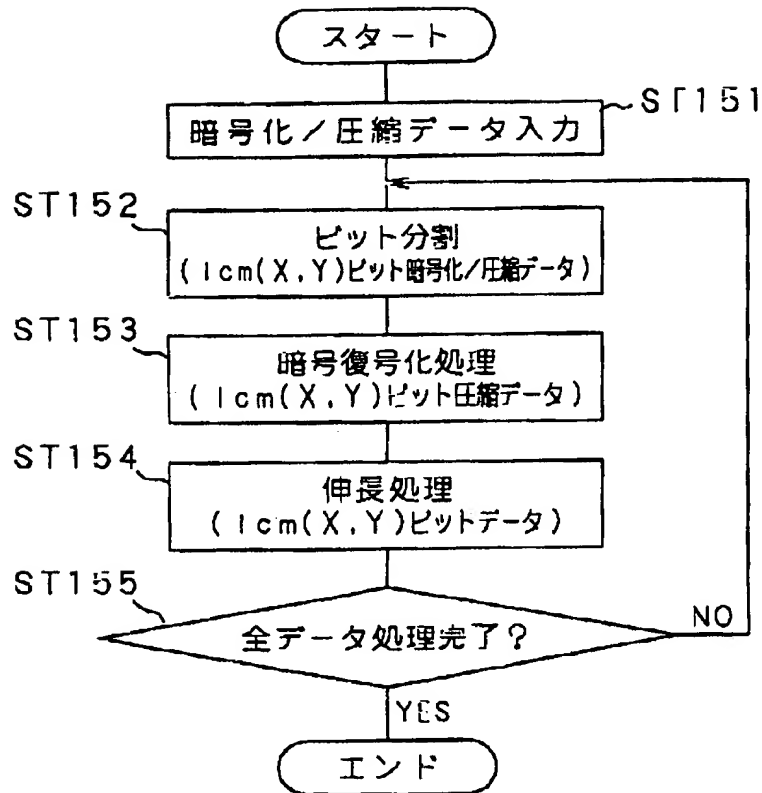 スタート
ST151
暗号化/圧縮データ入力
ST152
ビット分割
(lcm(X,Y)ビット暗号化/圧縮データ)
ST153
暗号復号化処理
(lcm(X,Y)ビット圧縮データ)
ST154
伸長処理
(lcm(X,Y)ビットデータ)
ST155
全データ処理完了?
NO
YES
エンド